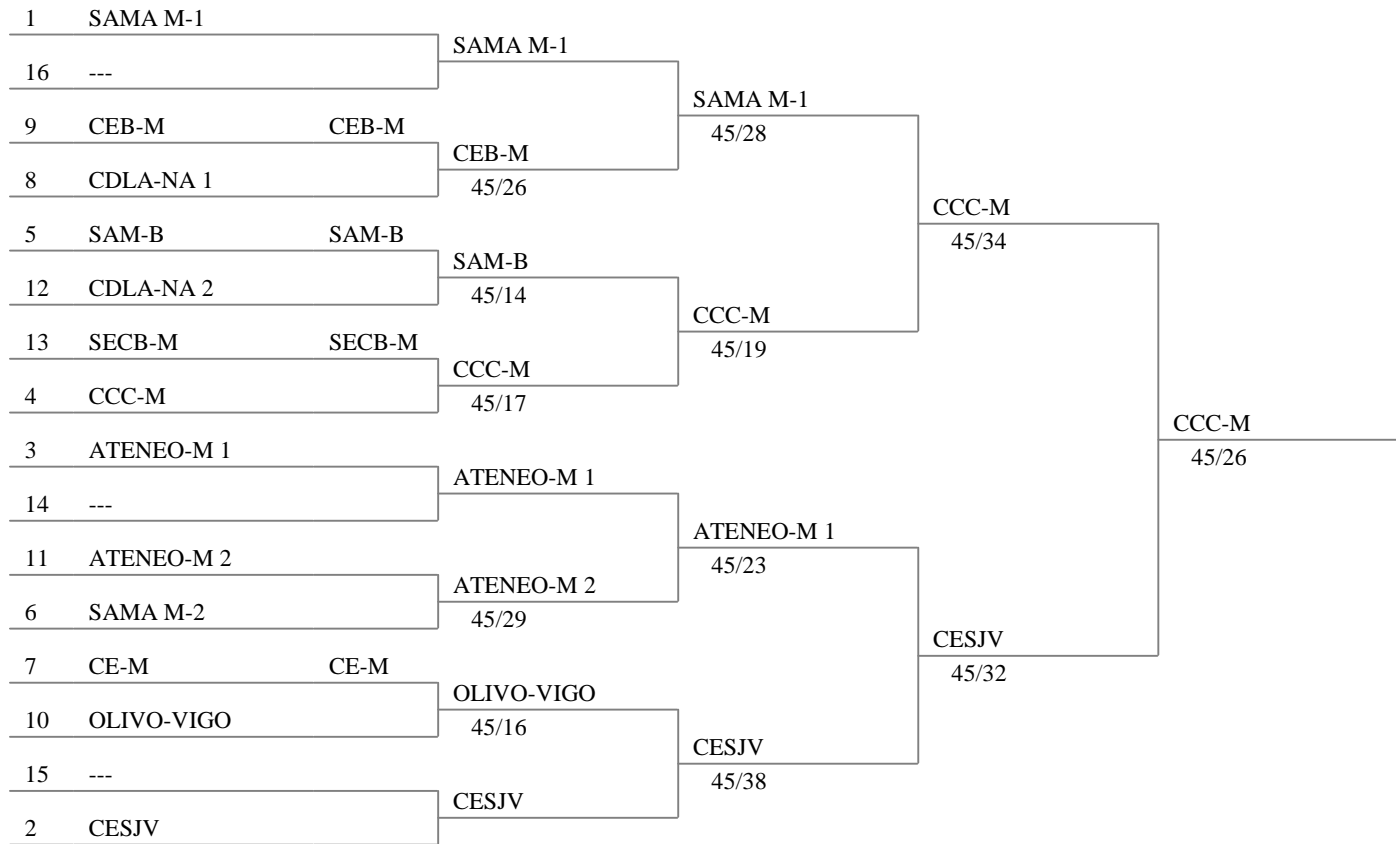 1 SAMA M-1
SAMA M-1
16 ---
SAMA M-1
45/28
9 CEB-M CEB-M
CEB-M
45/26
8 CDLA-NA 1
CCC-M
45/34
5 SAM-B SAM-B
SAM-B
45/14
12 CDLA-NA 2
CCC-M
45/19
13 SECB-M SECB-M
CCC-M
45/17
4 CCC-M
CCC-M
45/26
3 ATENEO-M 1
ATENEO-M 1
14 ---
ATENEO-M 1
45/23
11 ATENEO-M 2
ATENEO-M 2
45/29
6 SAMA M-2
CESJV
45/32
7 CE-M CE-M
OLIVO-VIGO
45/16
10 OLIVO-VIGO
CESJV
45/38
15 ---
CESJV
2 CESJV